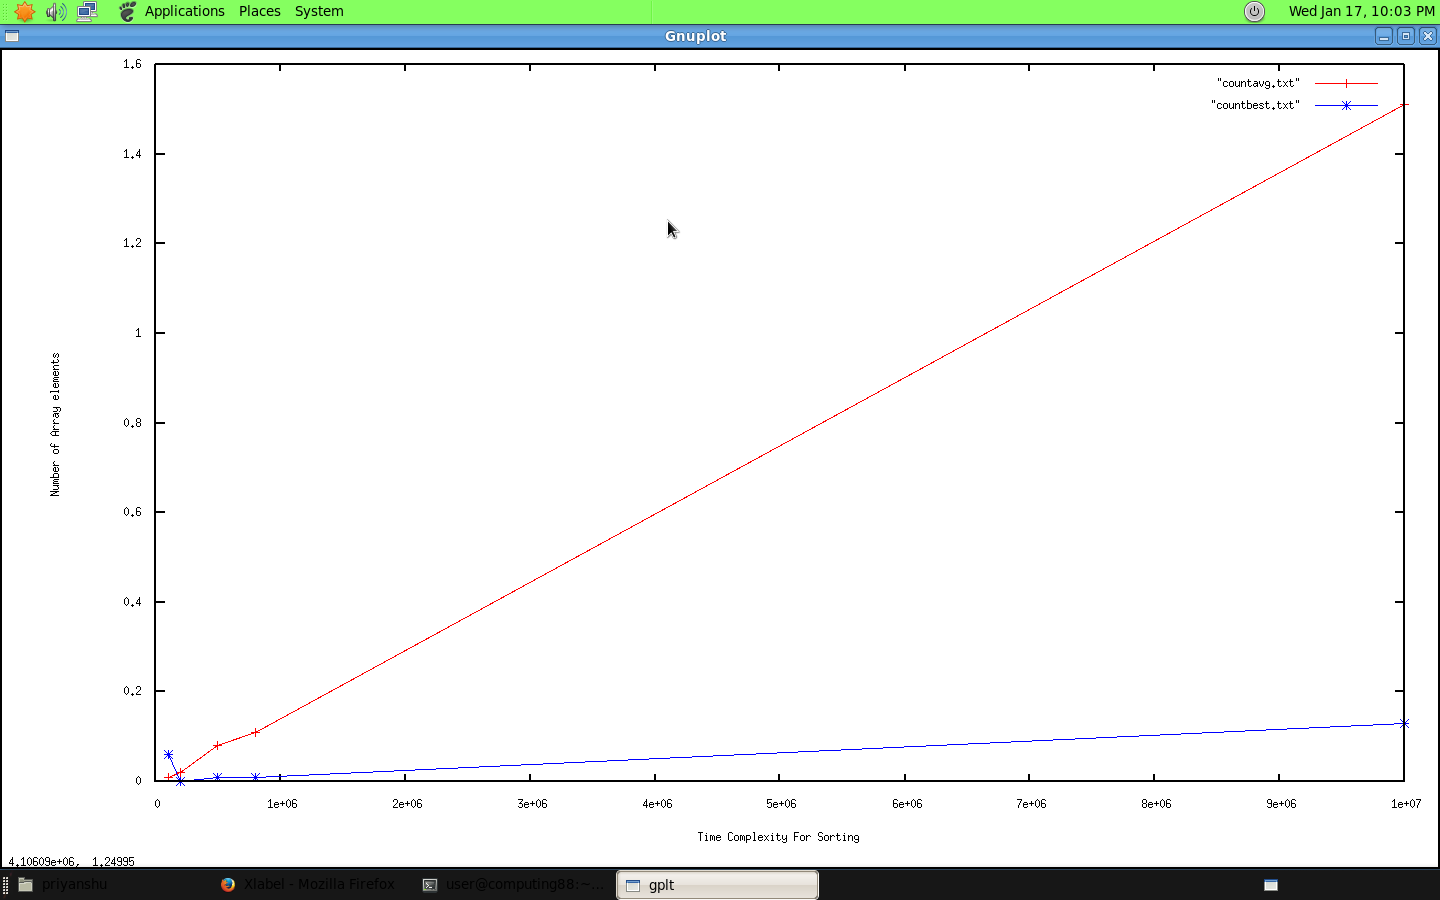 Applications Places System Wed Jan 17, 10:03 PM
Gnuplot
1.6
"countavg.txt"
"countbest.txt"
1.4
1.2
1
0.8
0.6
0.4
0.2
0
Number of Array elements
0 1e+06 2e+06 3e+06 4e+06 5e+06 6e+06 7e+06 8e+06 9e+06 1e+07
Time Complexity For Sorting
4.10609e+06, 1.24995
priyanshu Xlabel - Mozilla Firefox user@computing88:~... gplt